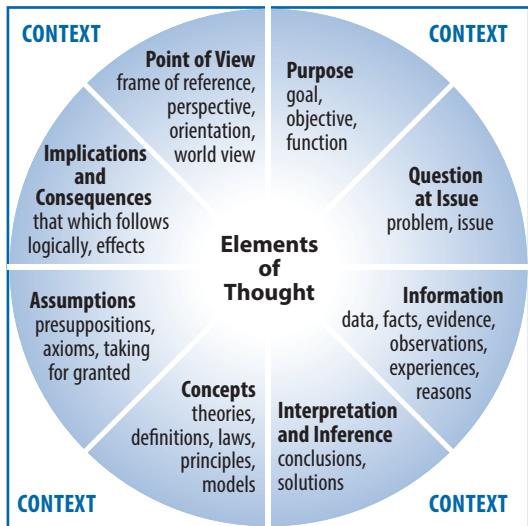 CONTEXT
CONTEXT
Point of View
frame of reference,
perspective,
orientation,
world view
Purpose
goal,
objective,
function
Implications
and
Consequences
that which follows
logically, effects
Question
at Issue
problem, issue
Elements
of
Thought
Assumptions
presuppositions,
axioms, taking
for granted
Information
data, facts, evidence,
observations,
experiences,
reasons
Concepts
theories,
definitions, laws,
principles,
models
Interpretation
and Inference
conclusions,
solutions
CONTEXT
CONTEXT